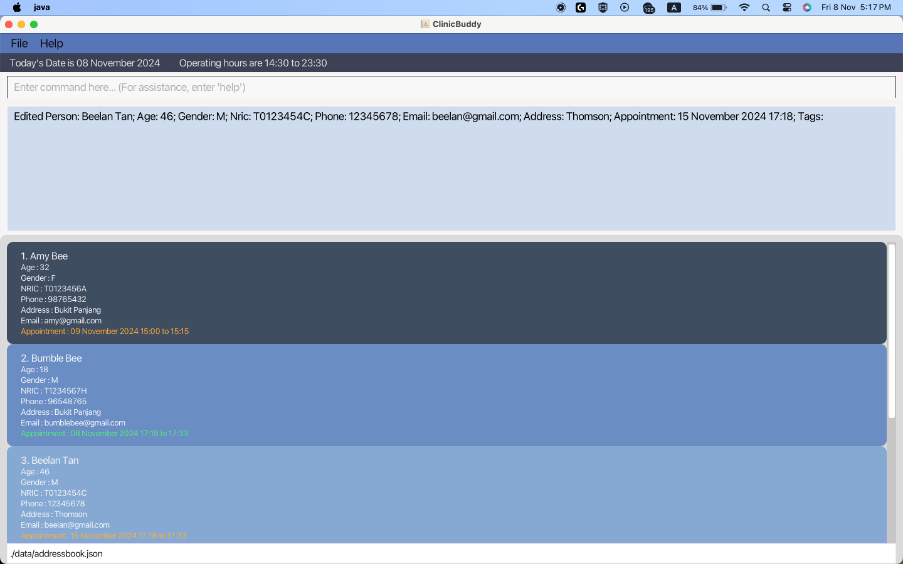 java
84%
Fri 8 Nov 5:17 PM
ClinicBuddy
File Help
Today's Date is 08 November 2024 Operating hours are 14:30 to 23:30
Enter command here... (For assistance, enter 'help')
Edited Person: Beelan Tan; Age: 46; Gender: M; Nric: T0123454C; Phone: 12345678; Email: beelan@gmail.com; Address: Thomson; Appointment: 15 November 2024 17:18; Tags:
1. Amy Bee
Age : 32
Gender : F
NRIC : T0123456A
Phone : 98765432
Address : Bukit Panjang
Email : amy@gmail.com
Appointment : 09 November 2024 15:00 to 15:15
2. Bumble Bee
Age : 18
Gender : M
NRIC : T1234567H
Phone : 96548765
Address : Bukit Panjang
Email : bumblebee@gmail.com
Appointment : 08 November 2024 17:18 to 17:33
3. Beelan Tan
Age : 46
Gender : M
NRIC : T0123454C
Phone : 12345678
Address : Thomson
Email : beelan@gmail.com
Appointment : 15 November 2024 17:18 to 17:33
/data/addressbook.json